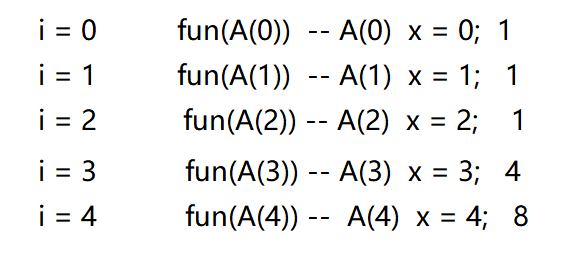 i = 0 fun(A(0)) -- A(0) x = 0; 1
i = 1 fun(A(1)) -- A(1) x = 1; 1
i = 2 fun(A(2)) -- A(2) x = 2; 1
i = 3 fun(A(3)) -- A(3) x = 3; 4
i = 4 fun(A(4)) -- A(4) x = 4; 8